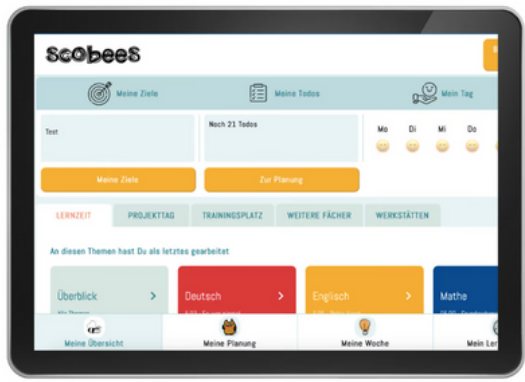 scobees
Meine Ziele
Meine Todos
Mein Tag
Test
Noch 21 Todos
Mo Di Mi Do
Meine Ziele
Zur Planung
LERNZEIT PROJEKTTAG TRAININGSPLATZ WEITERE FÄCHER WERKSTÄTTEN
An diesen Themen hast Du als letztes gearbeitet
Überblick
Deutsch
Englisch
Mathe
Meine Übersicht
Meine Planung
Meine Woche
Mein Ler